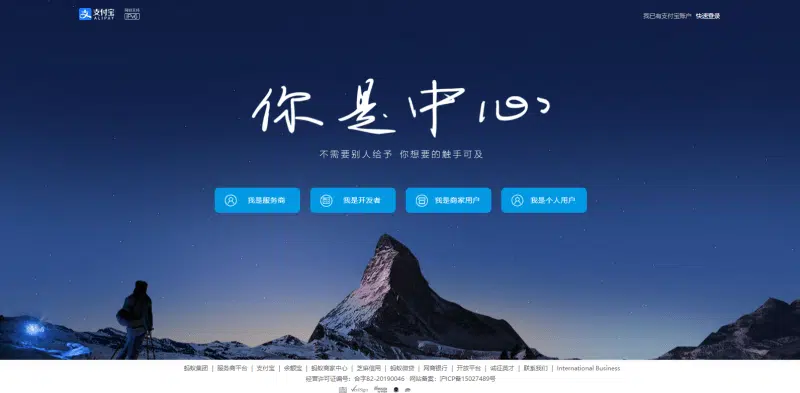 支付宝 网站支持 我已有支付宝账户 快速登录
ALIPAY IPv6
你是中心
不需要别人给予 你想要的触手可及
我是服务商 我是开发者 我是商家用户 我是个人用户
蚂蚁集团 | 服务商平台 | 支付宝 | 余额宝 | 蚂蚁商家中心 | 芝麻信用 | 蚂蚁微贷 | 网商银行 | 开放平台 | 诚征英才 | 联系我们 | International Business
经营许可证编号：合字B2-20190046 网站备案：沪ICP备15027489号